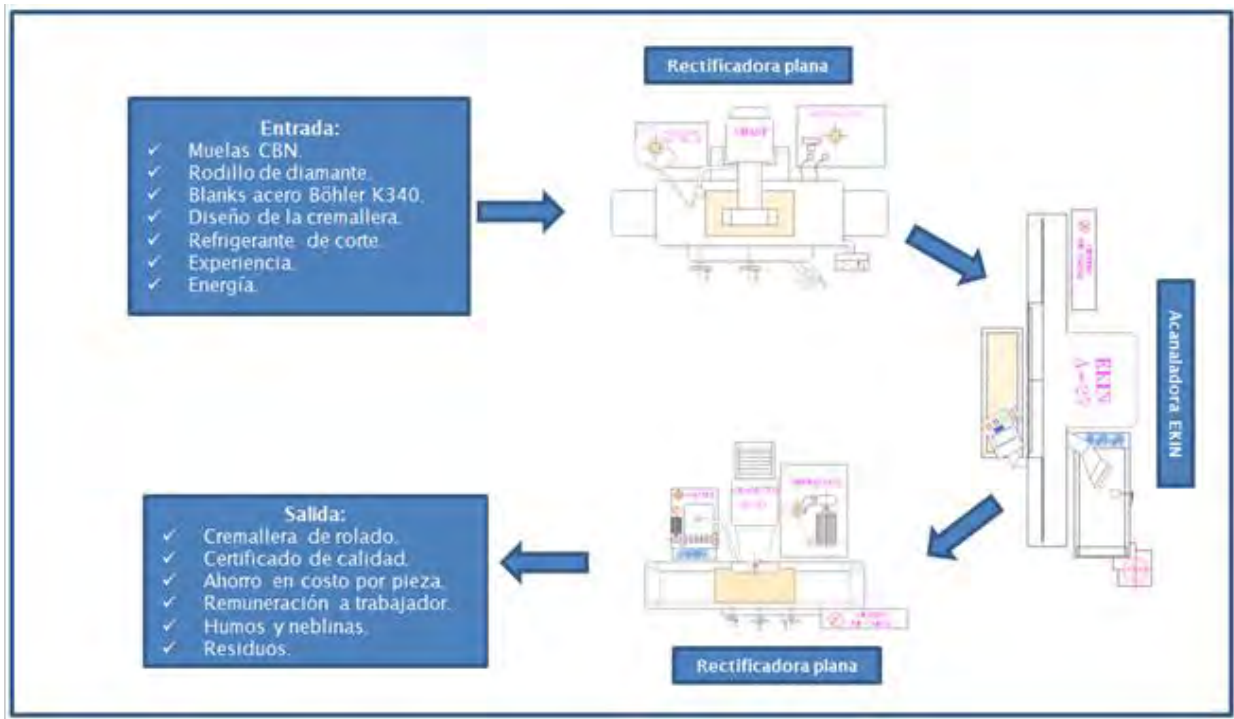 Rectificadora plana
Entrada:
✓ Muelas CBN.
✓ Rodillo de diamante.
✓ Blanks acero Böhler K340.
✓ Diseño de la cremallera.
✓ Refrigerante de corte.
✓ Experiencia.
✓ Energía.
Acanaladora EKIN
EKIN
Salida:
✓ Cremallera de rolado.
✓ Certificado de calidad.
✓ Ahorro en costo por pieza.
✓ Remuneración a trabajador.
✓ Humos y neblinas.
✓ Residuos.
Rectificadora plana